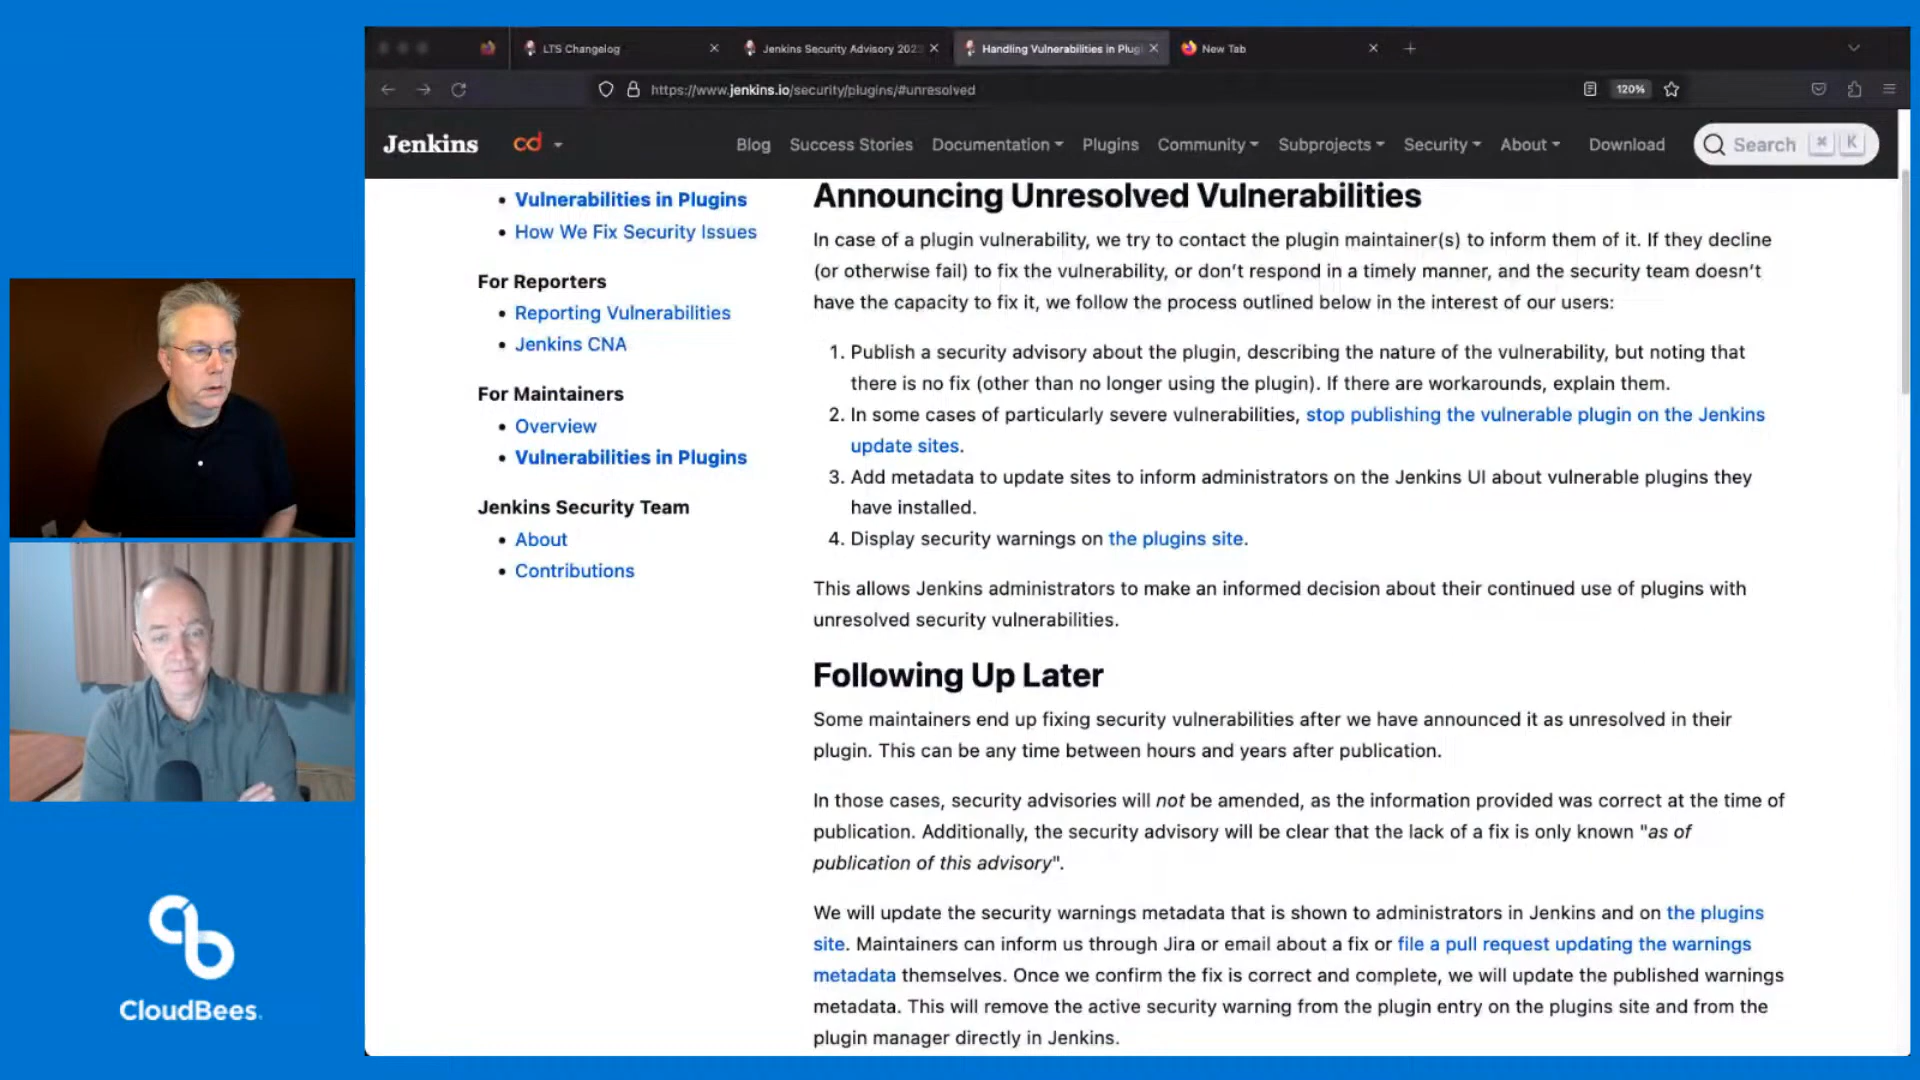 LTS Changelog
Jenkins Security Advisory 202
Handling Vulnerabilities in Plugi
New Tab
https://www.jenkins.io/security/plugins/#unresolved
120%
Jenkins
cd
Blog
Success Stories
Documentation
Plugins
Community
Subprojects
Security
About
Download
Search
⌘
K
Vulnerabilities in Plugins
How We Fix Security Issues
For Reporters
Reporting Vulnerabilities
Jenkins CNA
For Maintainers
Overview
Vulnerabilities in Plugins
Jenkins Security Team
About
Contributions
Announcing Unresolved Vulnerabilities
In case of a plugin vulnerability, we try to contact the plugin maintainer(s) to inform them of it. If they decline
(or otherwise fail) to fix the vulnerability, or don't respond in a timely manner, and the security team doesn't
have the capacity to fix it, we follow the process outlined below in the interest of our users:
1. Publish a security advisory about the plugin, describing the nature of the vulnerability, but noting that
there is no fix (other than no longer using the plugin). If there are workarounds, explain them.
2. In some cases of particularly severe vulnerabilities, stop publishing the vulnerable plugin on the Jenkins
update sites.
3. Add metadata to update sites to inform administrators on the Jenkins UI about vulnerable plugins they
have installed.
4. Display security warnings on the plugins site.
This allows Jenkins administrators to make an informed decision about their continued use of plugins with
unresolved security vulnerabilities.
Following Up Later
Some maintainers end up fixing security vulnerabilities after we have announced it as unresolved in their
plugin. This can be any time between hours and years after publication.
In those cases, security advisories will not be amended, as the information provided was correct at the time of
publication. Additionally, the security advisory will be clear that the lack of a fix is only known "as of
publication of this advisory".
We will update the security warnings metadata that is shown to administrators in Jenkins and on the plugins
site. Maintainers can inform us through Jira or email about a fix or file a pull request updating the warnings
metadata themselves. Once we confirm the fix is correct and complete, we will update the published warnings
metadata. This will remove the active security warning from the plugin entry on the plugins site and from the
plugin manager directly in Jenkins.
CloudBees.